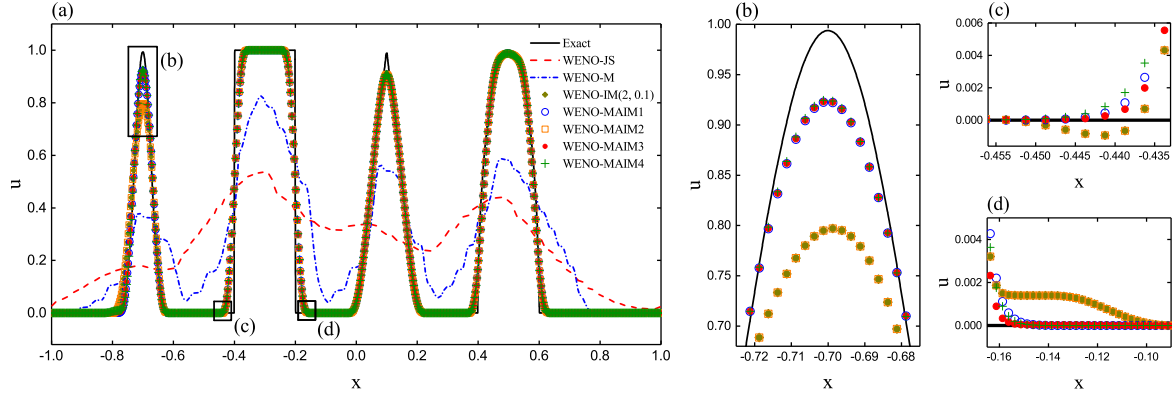 (a)
1.0
0.8
0.6
0.4
0.2
0.0
u
-1.0
-0.8
-0.6
-0.4
-0.2
0.0
0.2
0.4
0.6
0.8
1.0
x
(b)
(c)
(d)
Exact
WENO-JS
WENO-M
WENO-IM(2, 0.1)
WENO-MAIM1
WENO-MAIM2
WENO-MAIM3
WENO-MAIM4
(b)
1.00
0.95
0.90
0.85
0.80
0.75
0.70
u
-0.72
-0.71
-0.70
-0.69
-0.68
x
(c)
0.006
0.004
0.002
0.000
u
-0.455
-0.450
-0.445
-0.440
-0.435
x
(d)
0.004
0.002
0.000
u
-0.16
-0.14
-0.12
-0.10
x